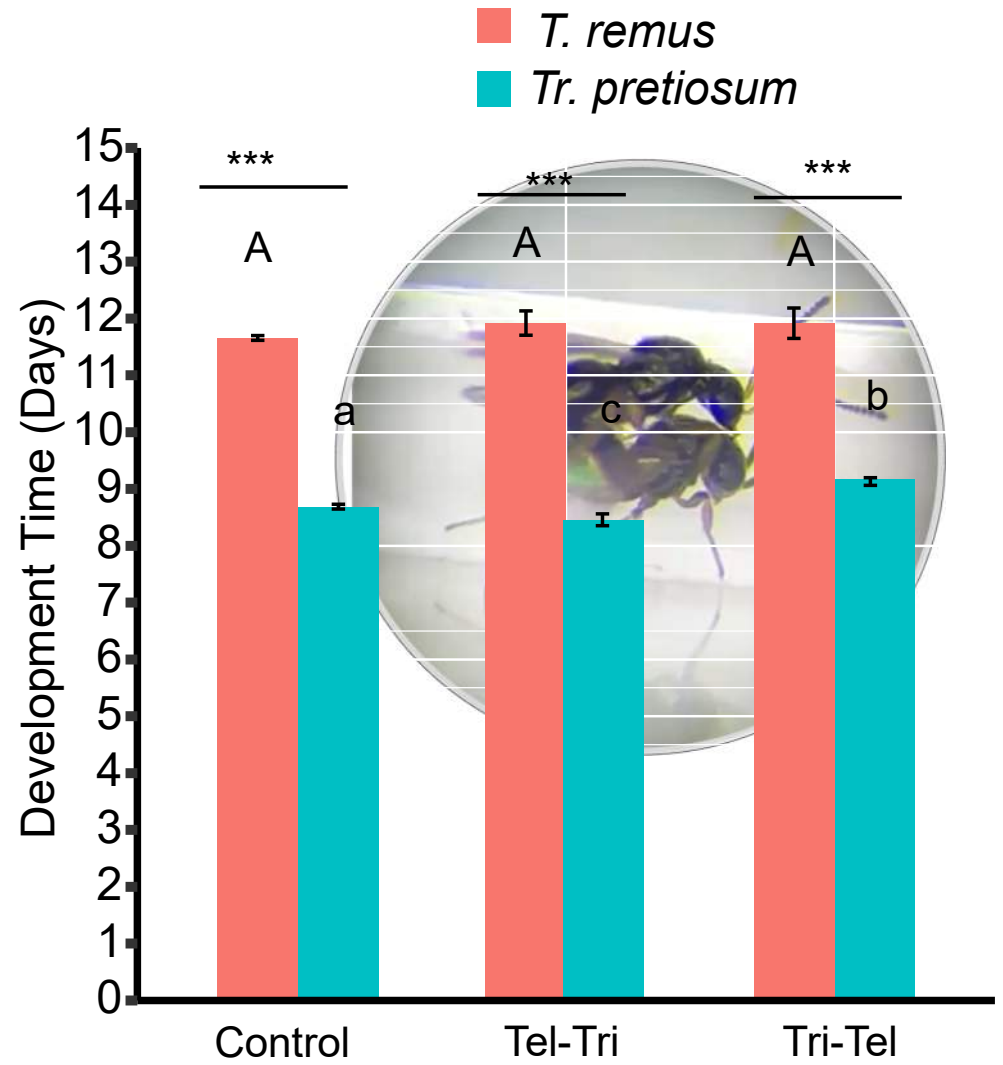 T. remus
Tr. pretiosum
Development Time (Days)
15
14
13
12
11
10
9
8
7
6
5
4
3
2
1
0
*** *** ***
A A A
a c b
Control Tel-Tri Tri-Tel